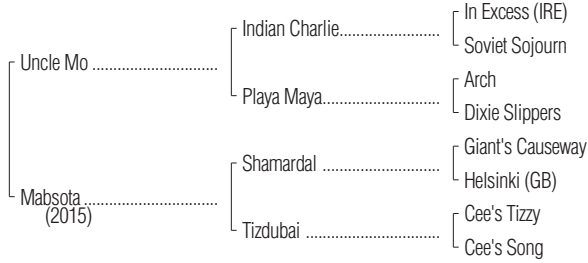 In Excess (IRE)
Indian Charlie..........................
Soviet Sojourn
Uncle Mo .................................
Arch
Playa Maya..............................
Dixie Slippers
Giant's Causeway
Shamardal ..............................
Helsinki (GB)
Mabsota ...................................
(2015)
Cee's Tizzy
Tizdubai ..................................
Cee's Song